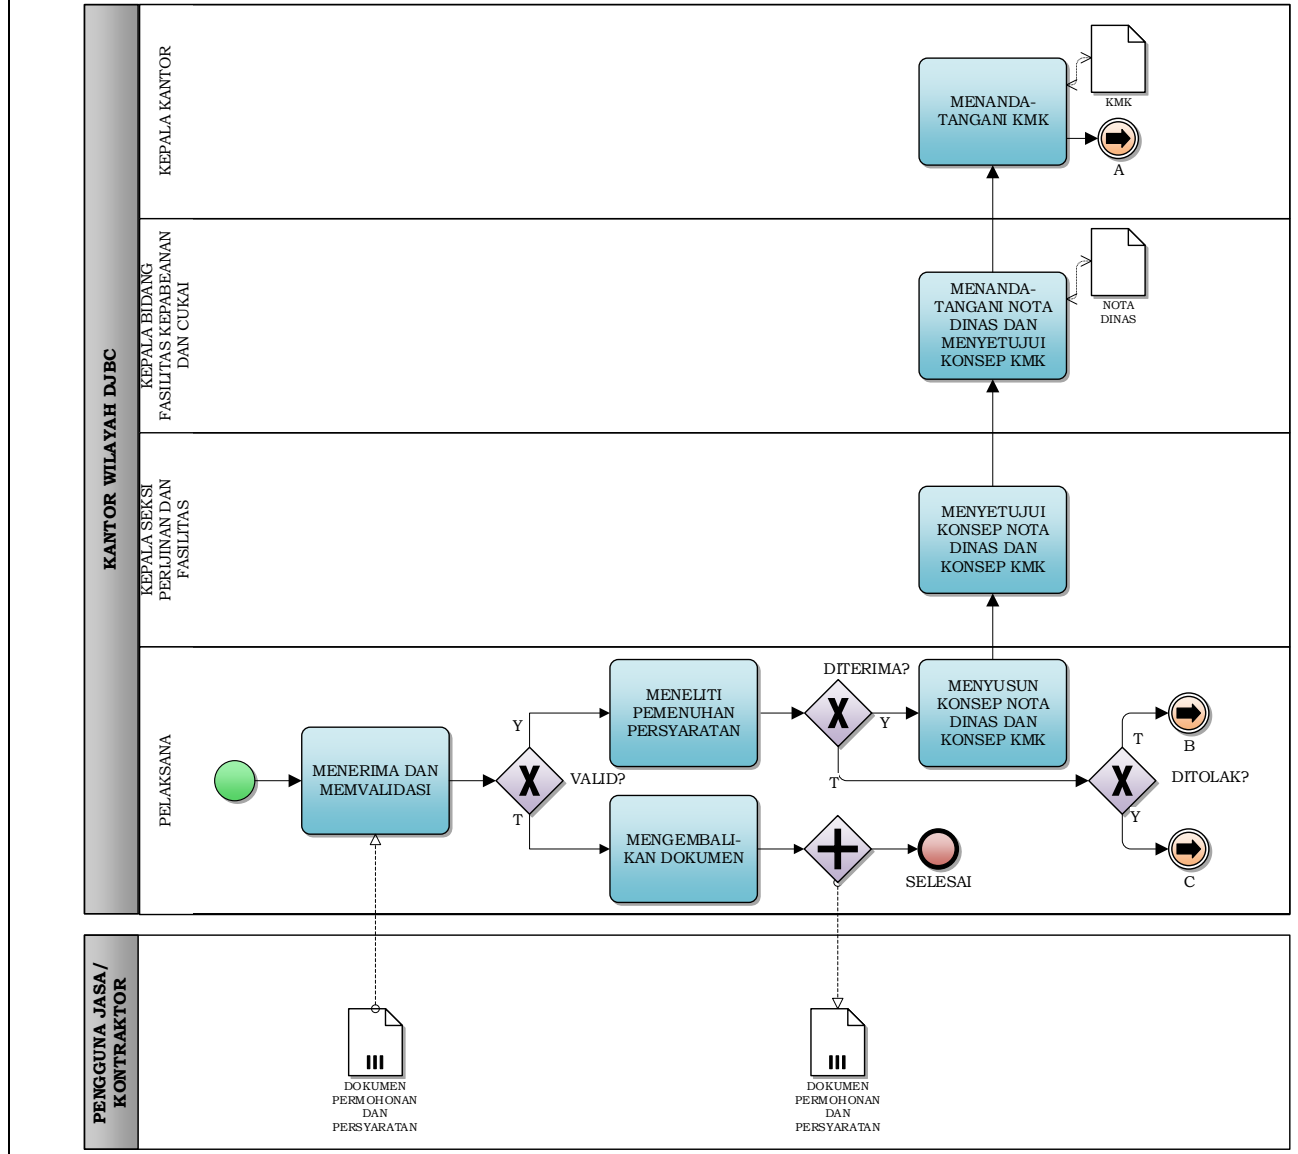 KANTOR WILAYAH DJBC
KEPALA KANTOR
MENANDA-
TANGANI KMK
KMK
A
KEPALA BIDANG
FASILITAS KEPABEANAN
DAN CUKAI
MENANDA-
TANGANI NOTA
DINAS DAN
MENYETUJUI
KONSEP KMK
NOTA
DINAS
KEPALA SEKSI
PERIJINAN DAN
FASILITAS
MENYETUJUI
KONSEP NOTA
DINAS DAN
KONSEP KMK
PELAKSANA
MENERIMA DAN
MEMVALIDASI
VALID?
Y
T
MENELITI
PEMENUHAN
PERSYARATAN
DITERIMA?
Y
T
MENYUSUN
KONSEP NOTA
DINAS DAN
KONSEP KMK
DITOLAK?
T
B
Y
C
MENGEMBALI-
KAN DOKUMEN
SELESAI
PENGGUNA JASA/
KONTRAKTOR
DOKUMEN
PERMOHONAN
DAN
PERSYARATAN
DOKUMEN
PERMOHONAN
DAN
PERSYARATAN